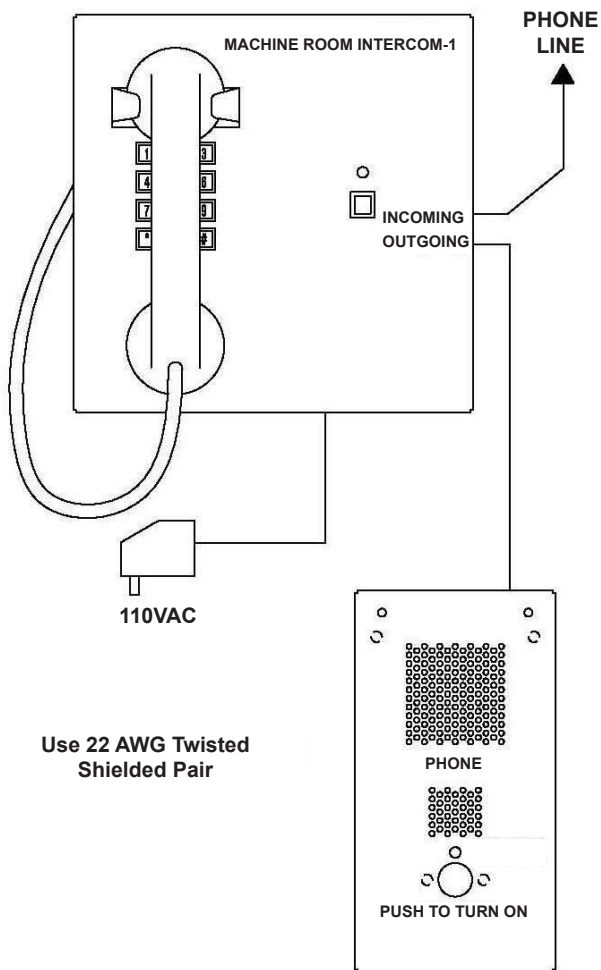 PHONE
LINE
MACHINE ROOM INTERCOM-1
1 3
4 6
7 9
* #
INCOMING
OUTGOING
110VAC
Use 22 AWG Twisted
Shielded Pair
PHONE
PUSH TO TURN ON